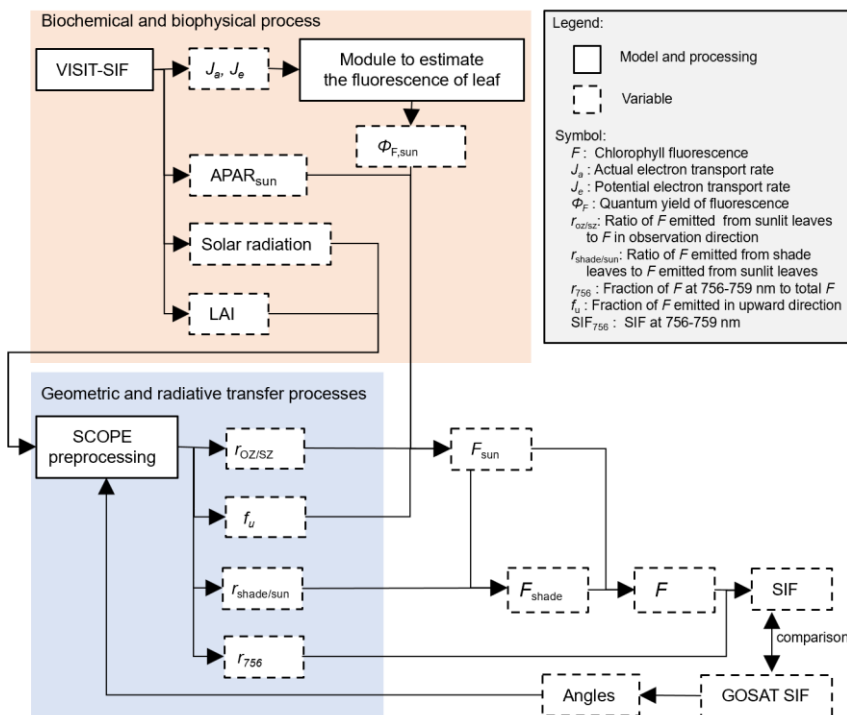 Biochemical and biophysical process
VISIT-SIF
Ja, Je
Module to estimate
the fluorescence of leaf
ΦF,sun
APARsun
Solar radiation
LAI
Legend:
Model and processing
Variable
Symbol:
F : Chlorophyll fluorescence
Ja : Actual electron transport rate
Je : Potential electron transport rate
ΦF : Quantum yield of fluorescence
roz/sz: Ratio of F emitted from sunlit leaves
to F in observation direction
rshade/sun: Ratio of F emitted from shade
leaves to F emitted from sunlit leaves
r756 : Fraction of F at 756-759 nm to total F
fu : Fraction of F emitted in upward direction
SIF756 : SIF at 756-759 nm
Geometric and radiative transfer processes
SCOPE
preprocessing
rOZ/SZ
Fsun
fu
rshade/sun
Fshade
F
SIF
r756
comparison
Angles
GOSAT SIF